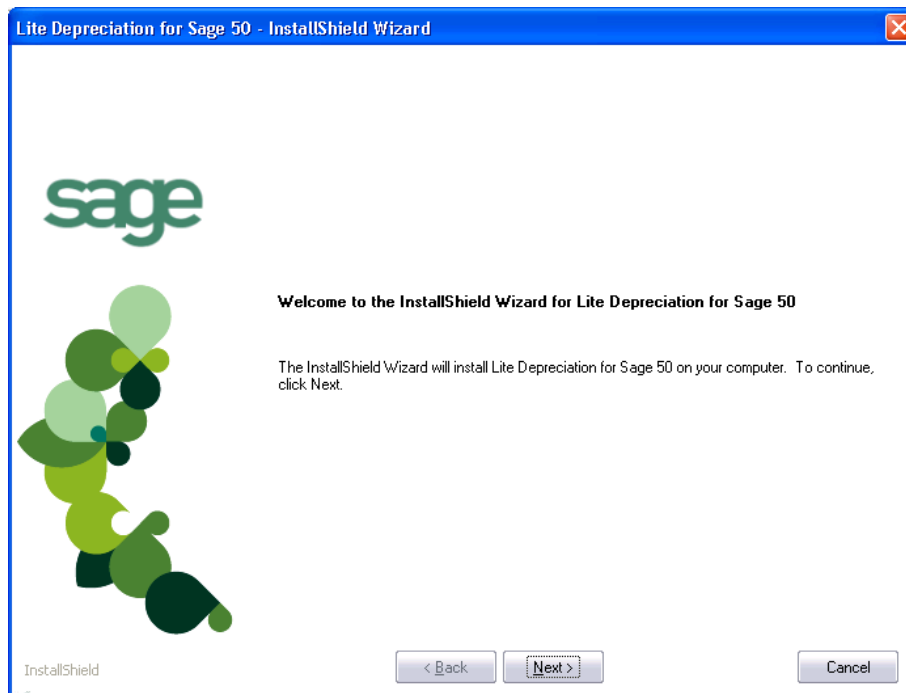 Lite Depreciation for Sage 50 - InstallShield Wizard
sage
Welcome to the InstallShield Wizard for Lite Depreciation for Sage 50
The InstallShield Wizard will install Lite Depreciation for Sage 50 on your computer.  To continue,
click Next.
InstallShield
< Back
Next >
Cancel